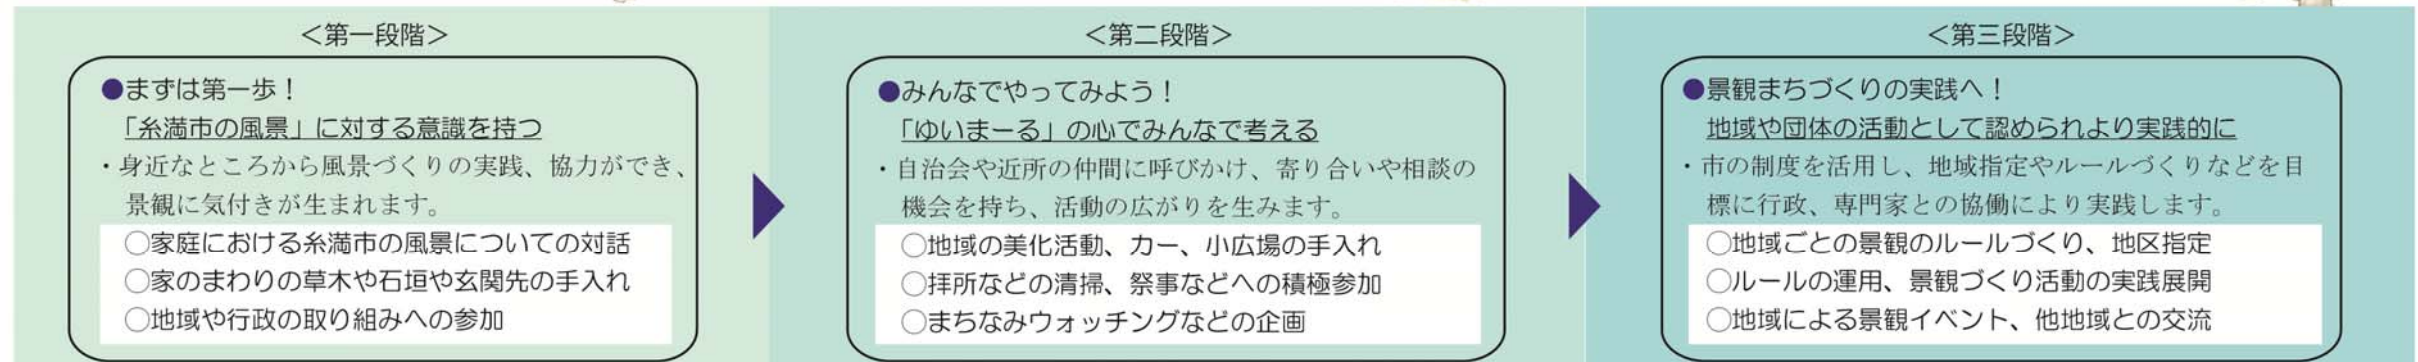 ＜第一段階＞
●まずは第一歩！
「糸満市の風景」に対する意識を持つ
・身近なところから風景づくりの実践、協力ができ、
景観に気付きが生まれます。
○家庭における糸満市の風景についての対話
○家のまわりの草木や石垣や玄関先の手入れ
○地域や行政の取り組みへの参加
＜第二段階＞
●みんなでやってみよう！
「ゆいまーる」の心でみんなで考える
・自治会や近所の仲間に呼びかけ、寄り合いや相談の
機会を持ち、活動の広がりを生みます。
○地域の美化活動、カー、小広場の手入れ
○拝所などの清掃、祭事などへの積極参加
○まちなみウォッチングなどの企画
＜第三段階＞
●景観まちづくりの実践へ！
地域や団体の活動として認められより実践的に
・市の制度を活用し、地域指定やルールづくりなどを目
標に行政、専門家との協働により実践します。
○地域ごとの景観のルールづくり、地区指定
○ルールの運用、景観づくり活動の実践展開
○地域による景観イベント、他地域との交流